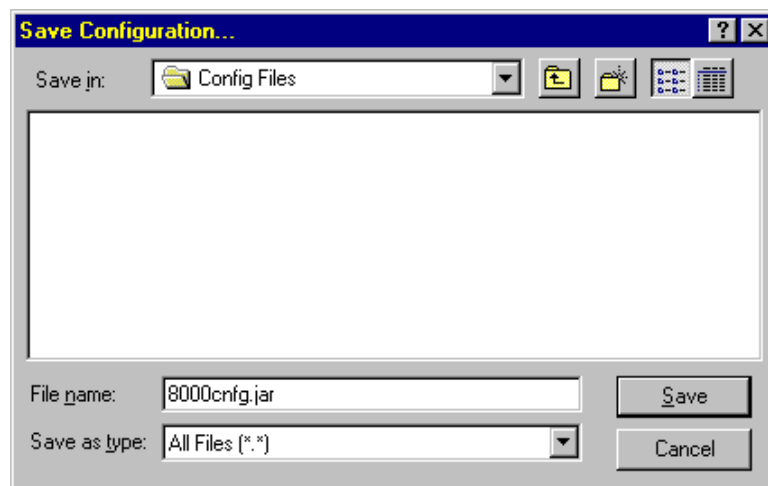 Save Configuration...
Save in: Config Files
File name: 8000cnfg.jar Save
Save as type: All Files (*.*) Cancel